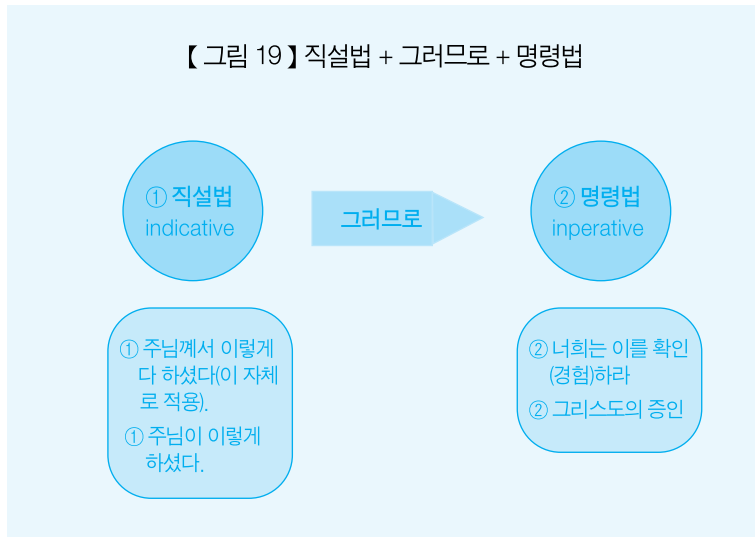 【 그림 19 】 직설법 + 그러므로 + 명령법
① 직설법
indicative
그러므로
② 명령법
inperative
① 주님꼐서 이렇게
다 하셨다(이 자체
로 적용).
① 주님이 이렇게
하셨다.
② 너희는 이를 확인
(경험)하라
② 그리스도의 증인